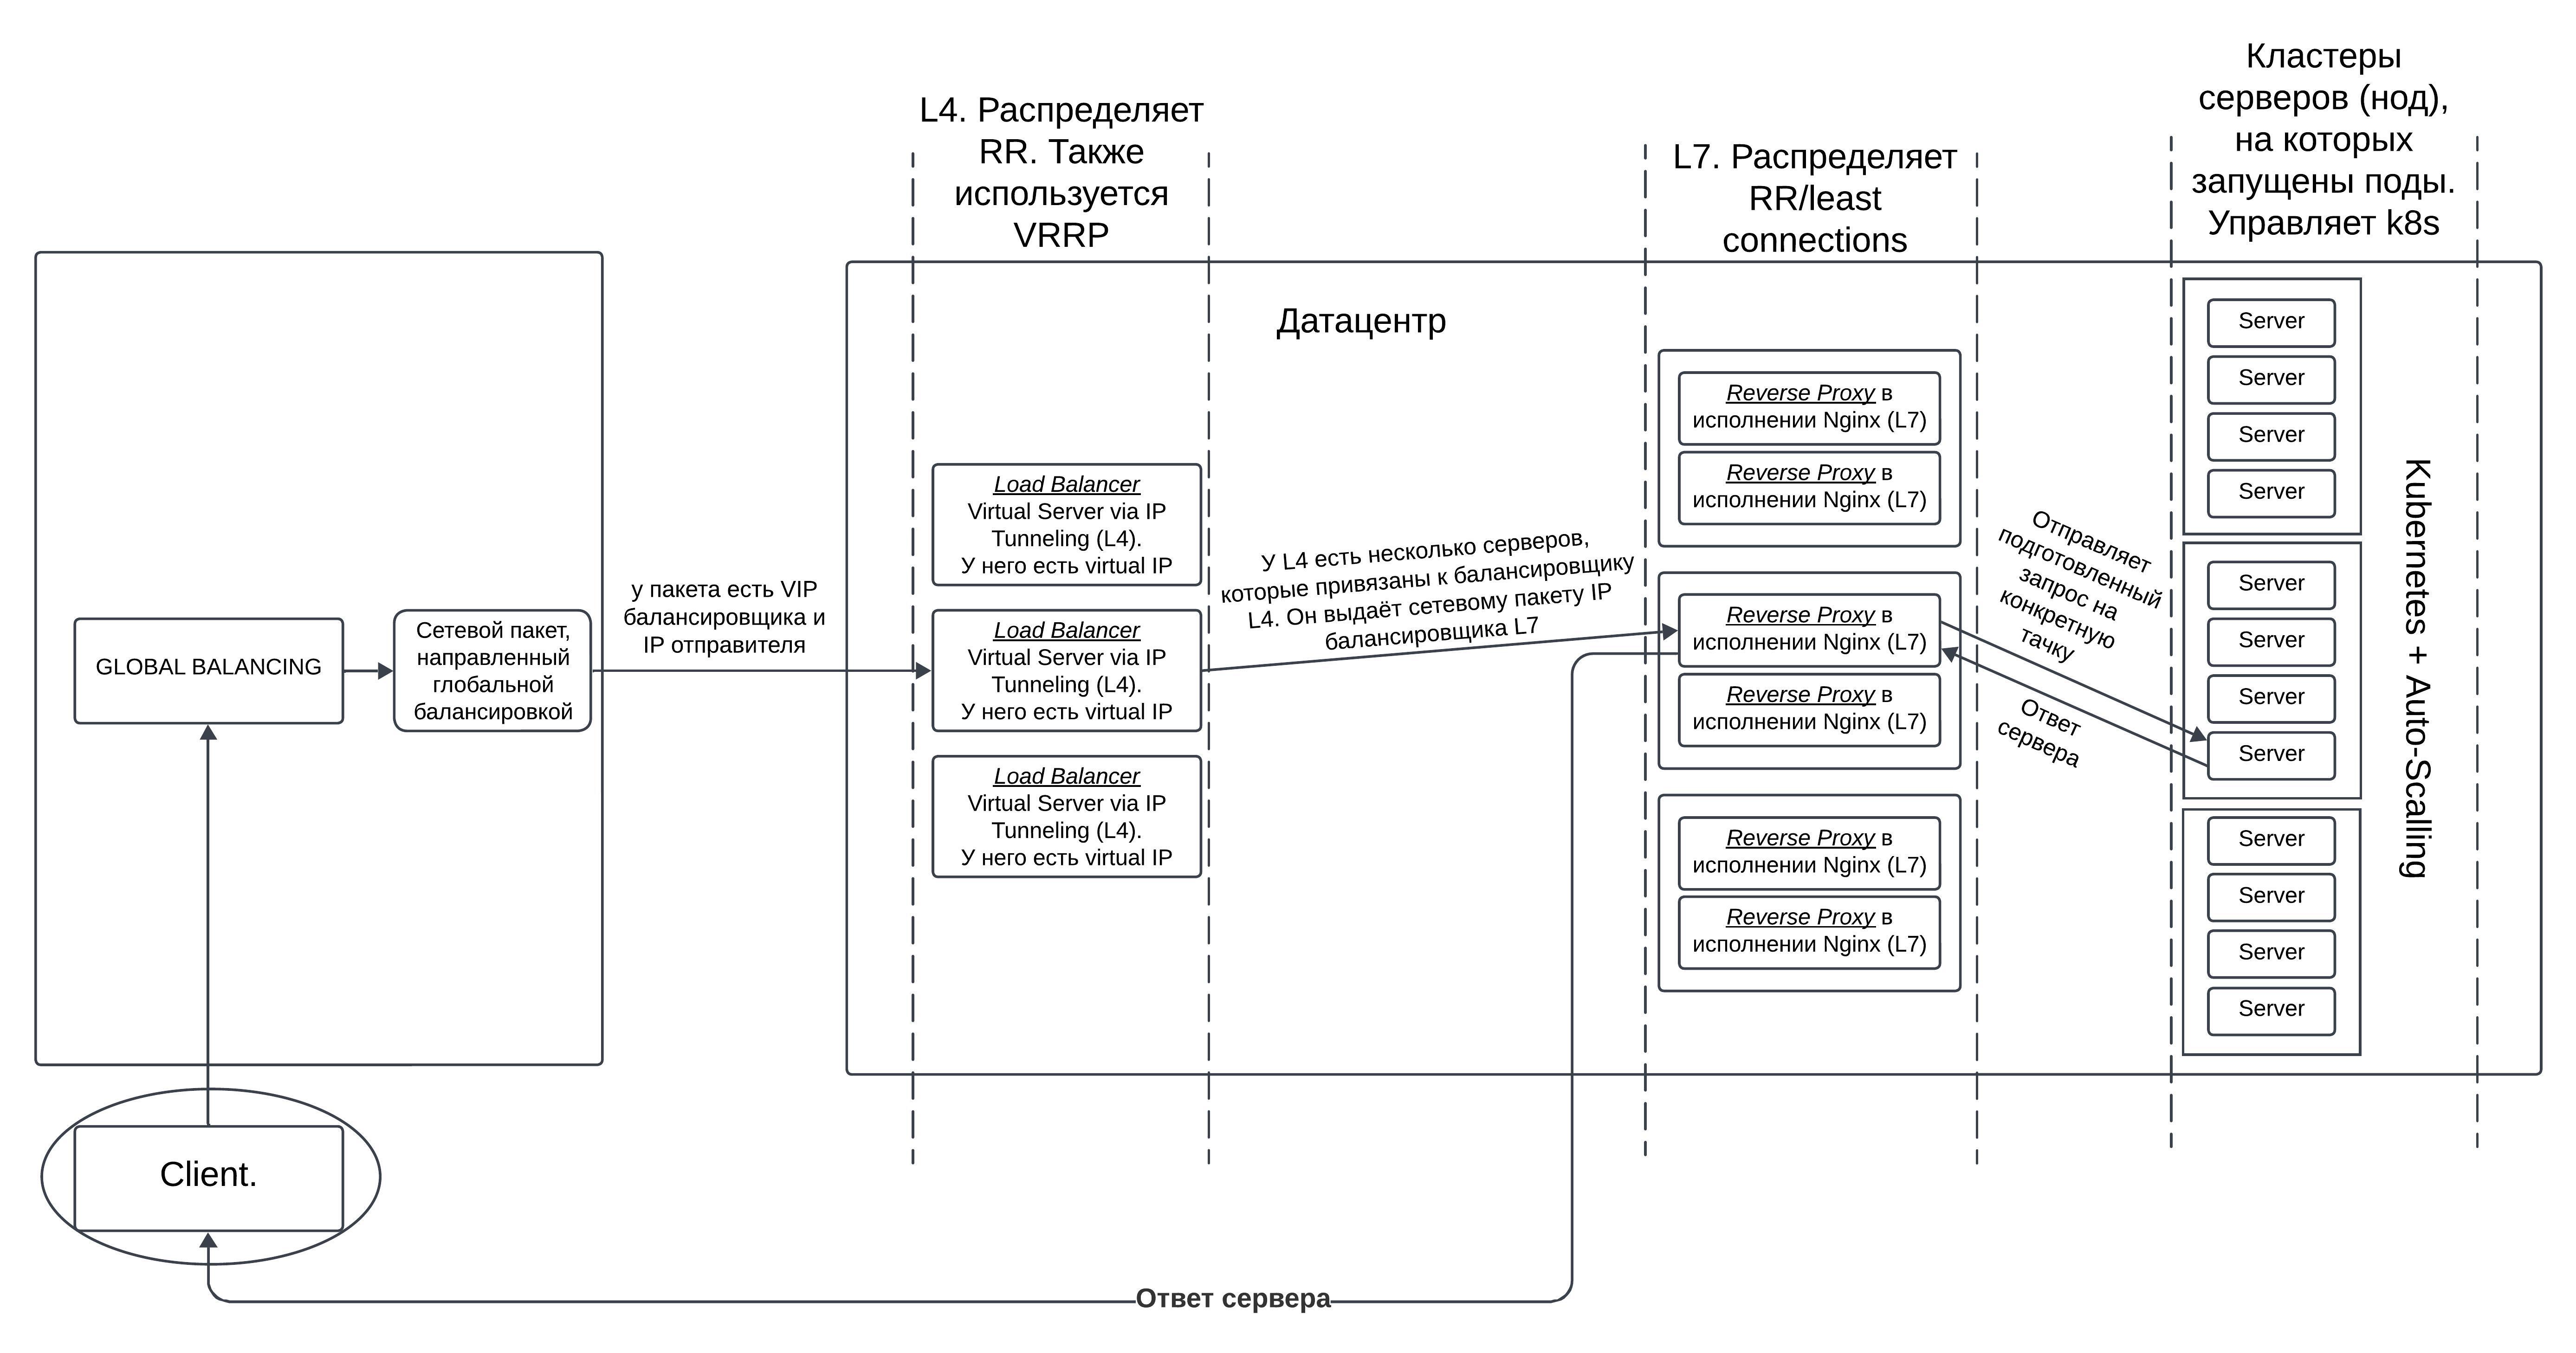 Кластеры
серверов (нод),
на которых
запущены поды.
Управляет k8s
L4. Распределяет
RR. Также
используется
VRRP
L7. Распределяет
RR/least
connections
Датацентр
GLOBAL BALANCING
Сетевой пакет,
направленный
глобальной
балансировкой
у пакета есть VIP
балансировщика и
IP отправителя
Load Balancer
Virtual Server via IP
Tunneling (L4).
У него есть virtual IP
Load Balancer
Virtual Server via IP
Tunneling (L4).
У него есть virtual IP
Load Balancer
Virtual Server via IP
Tunneling (L4).
У него есть virtual IP
У L4 есть несколько серверов,
которые привязаны к балансировщику
L4. Он выдаёт сетевому пакету IP
балансировщика L7
Reverse Proxy в
исполнении Nginx (L7)
Reverse Proxy в
исполнении Nginx (L7)
Reverse Proxy в
исполнении Nginx (L7)
Reverse Proxy в
исполнении Nginx (L7)
Reverse Proxy в
исполнении Nginx (L7)
Reverse Proxy в
исполнении Nginx (L7)
Отправляет
подготовленный
запрос на
конкретную
тачку
Ответ
сервера
Server
Server
Server
Server
Server
Server
Server
Server
Server
Server
Server
Server
Kubernetes + Auto-Scalling
Client.
Ответ сервера